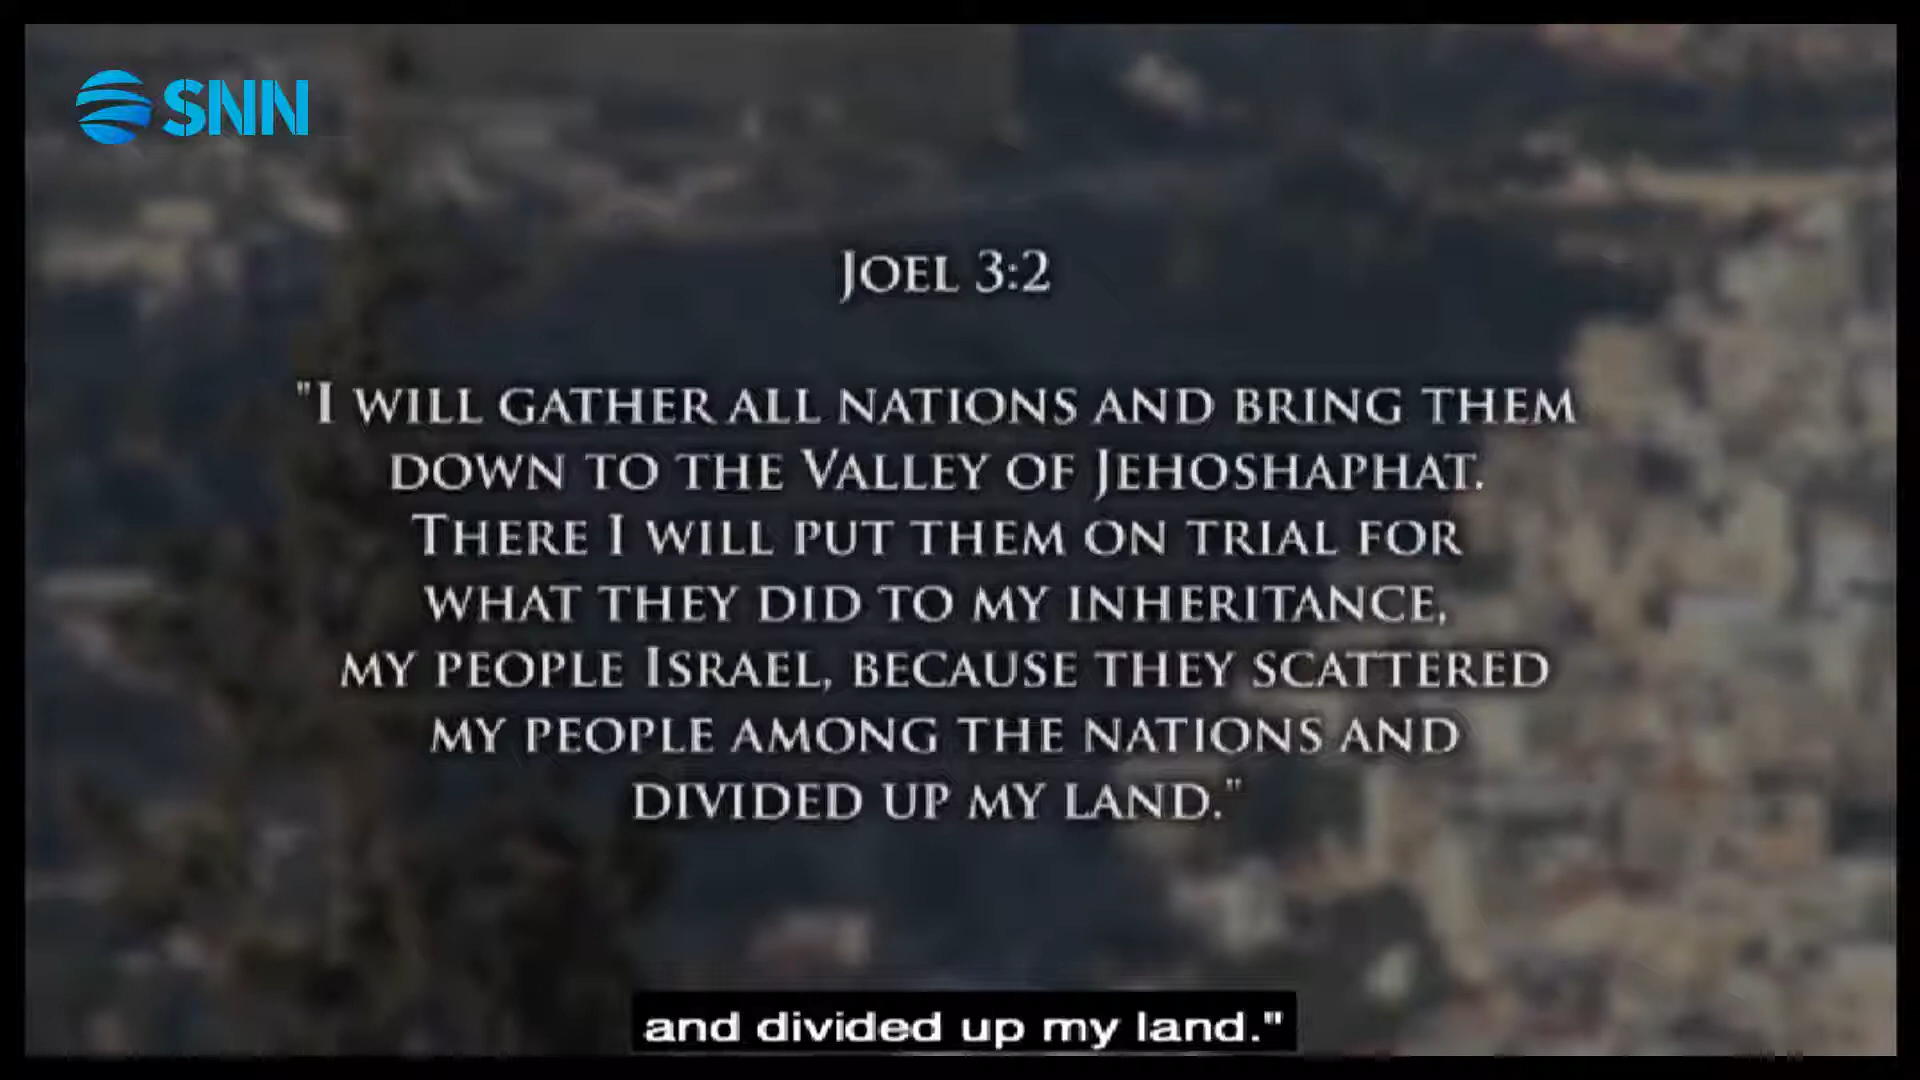 SNN
JOEL 3:2
"I WILL GATHER ALL NATIONS AND BRING THEM
DOWN TO THE VALLEY OF JEHOSHAPHAT.
THERE I WILL PUT THEM ON TRIAL FOR
WHAT THEY DID TO MY INHERITANCE,
MY PEOPLE ISRAEL, BECAUSE THEY SCATTERED
MY PEOPLE AMONG THE NATIONS AND
DIVIDED UP MY LAND."
and divided up my land."